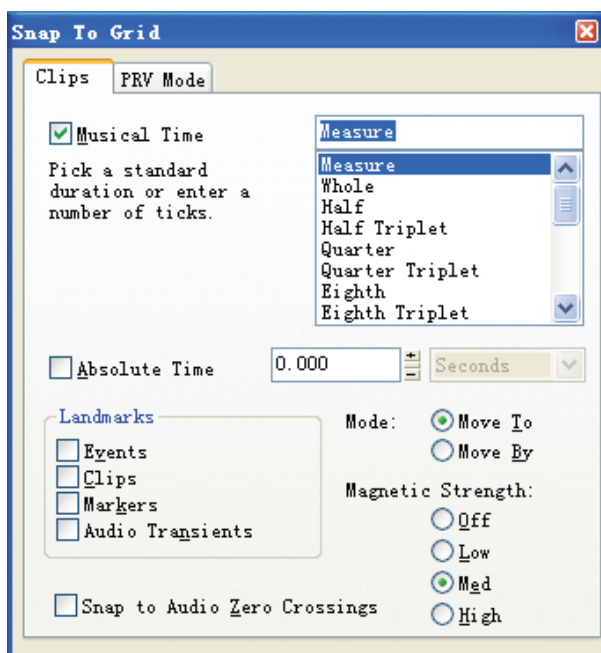 Snap To Grid
Clips
PRV Mode
Musical Time
Pick a standard
duration or enter a
number of ticks.
Measure
Measure
Whole
Half
Half Triplet
Quarter
Quarter Triplet
Eighth
Eighth Triplet
Absolute Time
0.000
Seconds
Landmarks
Events
Clips
Markers
Audio Transients
Mode:
Move To
Move By
Magnetic Strength:
Off
Low
Med
High
Snap to Audio Zero Crossings